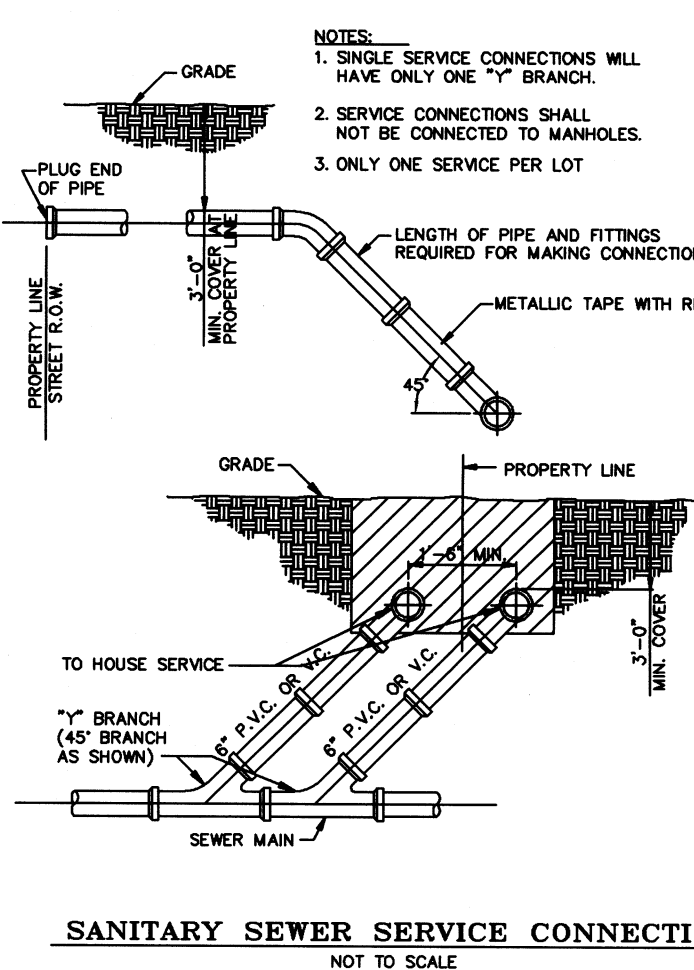 NOTES:
1. SINGLE SERVICE CONNECTIONS WILL
HAVE ONLY ONE "Y" BRANCH.
2. SERVICE CONNECTIONS SHALL
NOT BE CONNECTED TO MANHOLES.
3. ONLY ONE SERVICE PER LOT
GRADE
PLUG END
OF PIPE
3'-0"
MIN. COVER AT
PROPERTY LINE
PROPERTY LINE
STREET R.O.W.
LENGTH OF PIPE AND FITTINGS
REQUIRED FOR MAKING CONNECTIO
METALLIC TAPE WITH
45°
GRADE
PROPERTY LINE
1'-6" MIN.
3'-0"
MIN. COVER
TO HOUSE SERVICE
6" P.V.C. OR V.C.
6" P.V.C. OR V.C.
"Y" BRANCH
(45° BRANCH
AS SHOWN)
SEWER MAIN
SANITARY SEWER SERVICE CONNECTI
NOT TO SCALE